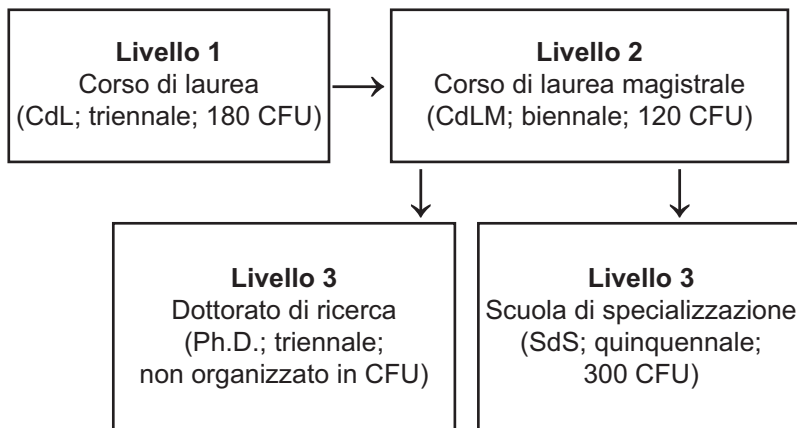 Livello 1
Corso di laurea
(CdL; triennale; 180 CFU)
Livello 2
Corso di laurea magistrale
(CdLM; biennale; 120 CFU)
Livello 3
Dottorato di ricerca
(Ph.D.; triennale;
non organizzato in CFU)
Livello 3
Scuola di specializzazione
(SdS; quinquennale;
300 CFU)